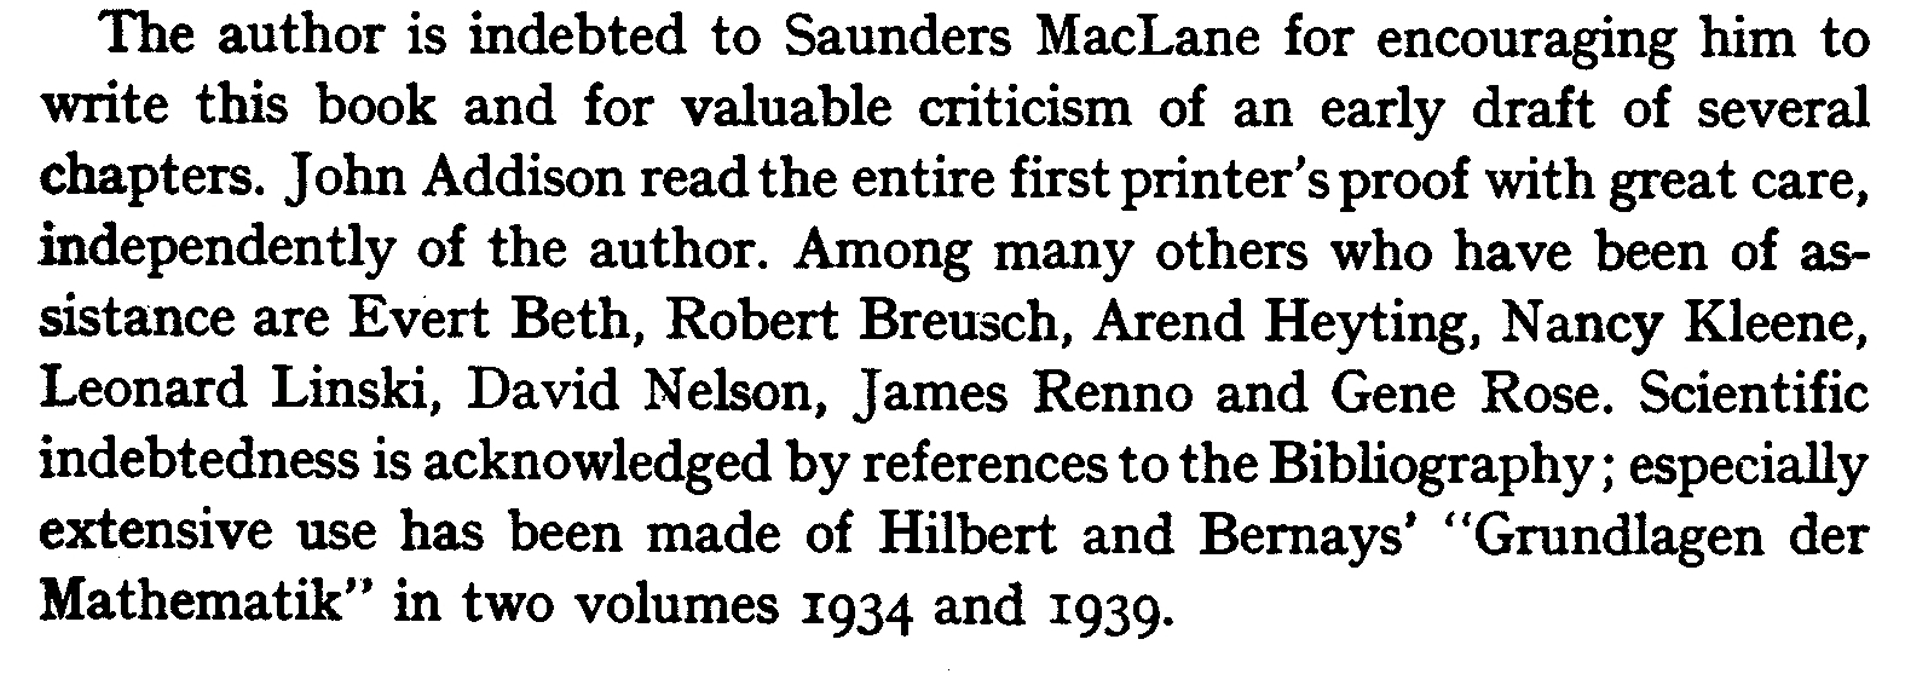 The author is indebted to Saunders MacLane for encouraging him to
write this book and for valuable criticism of an early draft of several
chapters. John Addison read the entire first printer's proof with great care,
independently of the author. Among many others who have been of as-
sistance are Evert Beth, Robert Breusch, Arend Heyting, Nancy Kleene,
Leonard Linski, David Nelson, James Renno and Gene Rose. Scientific
indebtedness is acknowledged by references to the Bibliography; especially
extensive use has been made of Hilbert and Bernays' “Grundlagen der
Mathematik” in two volumes 1934 and 1939.